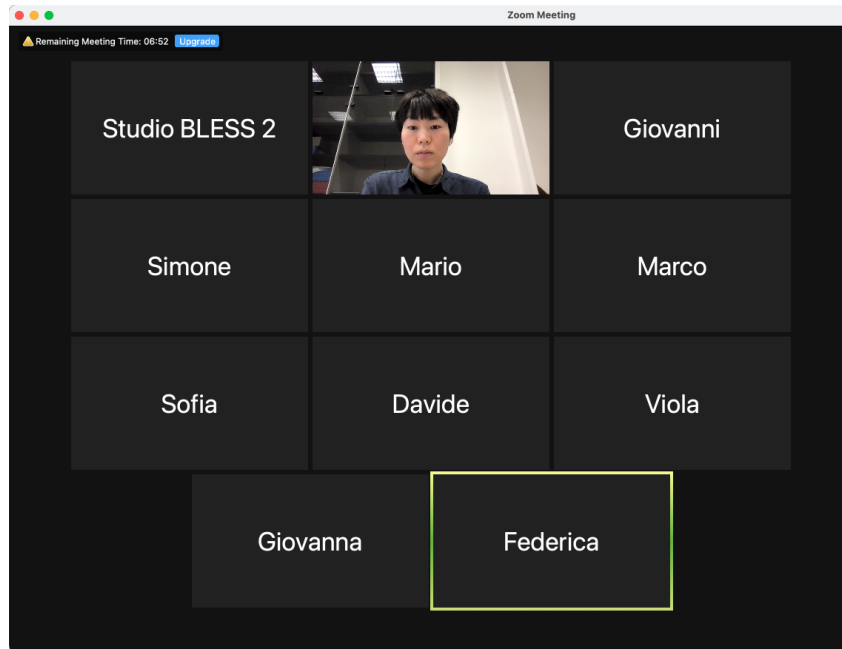 Zoom Meeting
Remaining Meeting Time: 06:52 Upgrade
Studio BLESS 2
Giovanni
Simone
Mario
Marco
Sofia
Davide
Viola
Giovanna
Federica